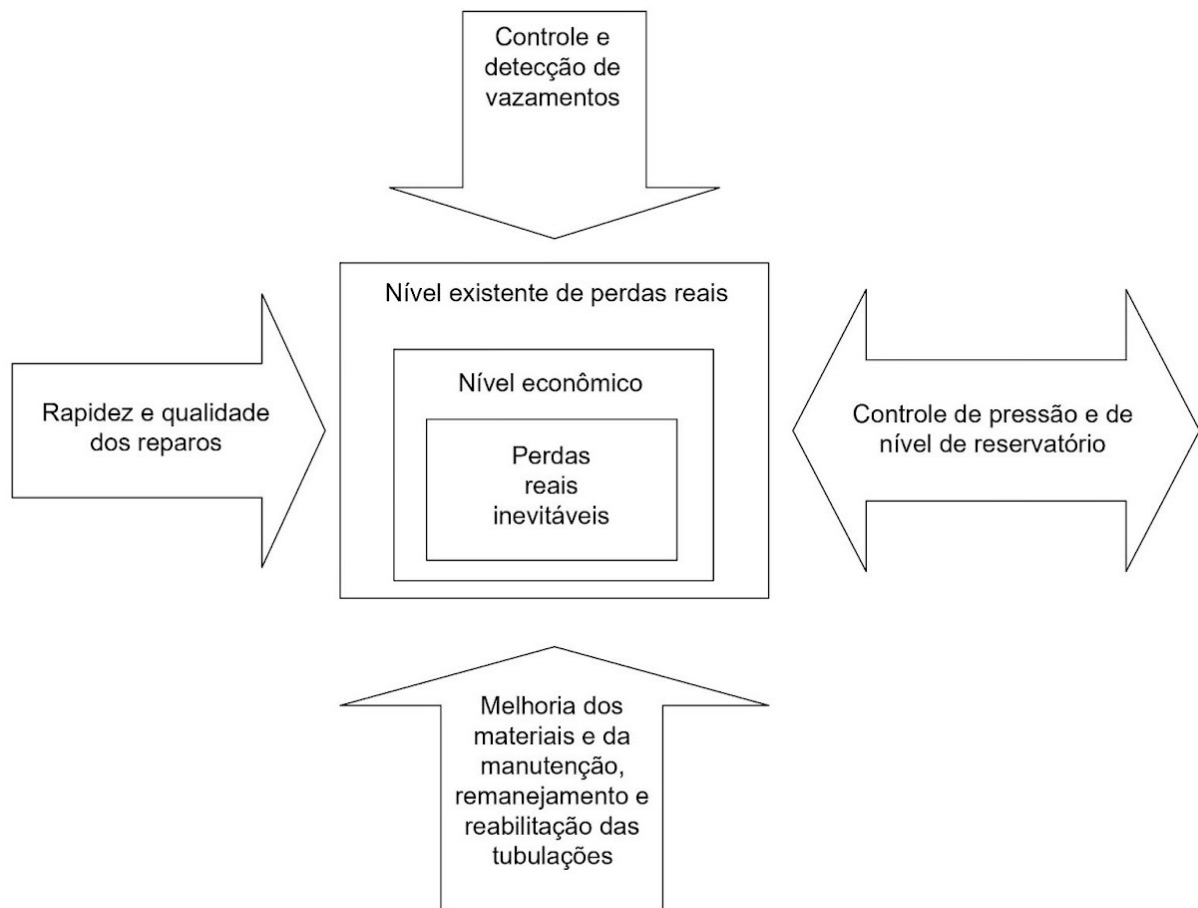 Controle e
detecção de
vazamentos
Nível existente de perdas reais
Nível econômico
Perdas
reais
inevitáveis
Rapidez e qualidade
dos reparos
Controle de pressão e de
nível de reservatório
Melhoria dos
materiais e da
manutenção,
remanejamento e
reabilitação das
tubulações